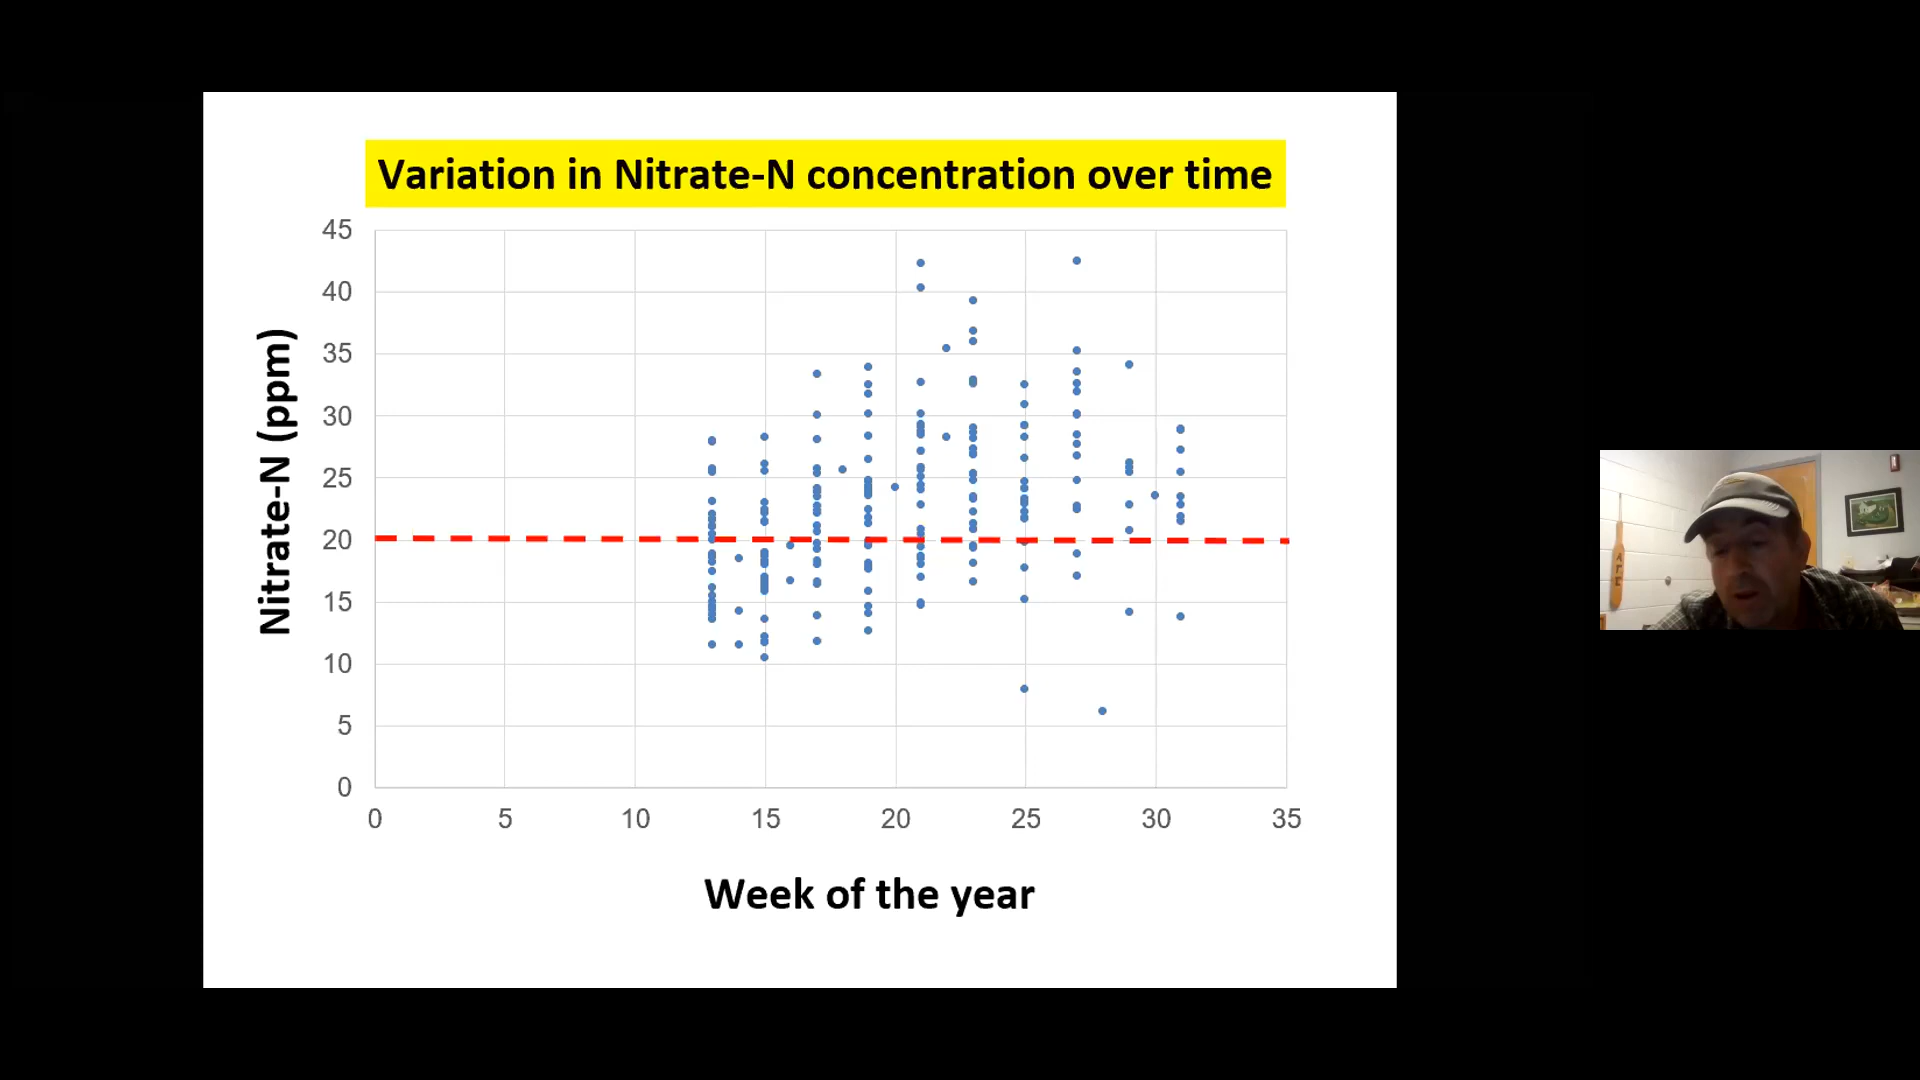 Variation in Nitrate-N concentration over time
45
40
35
30
25
20
15
10
5
0
Nitrate-N (ppm)
0 5 10 15 20 25 30 35
Week of the year